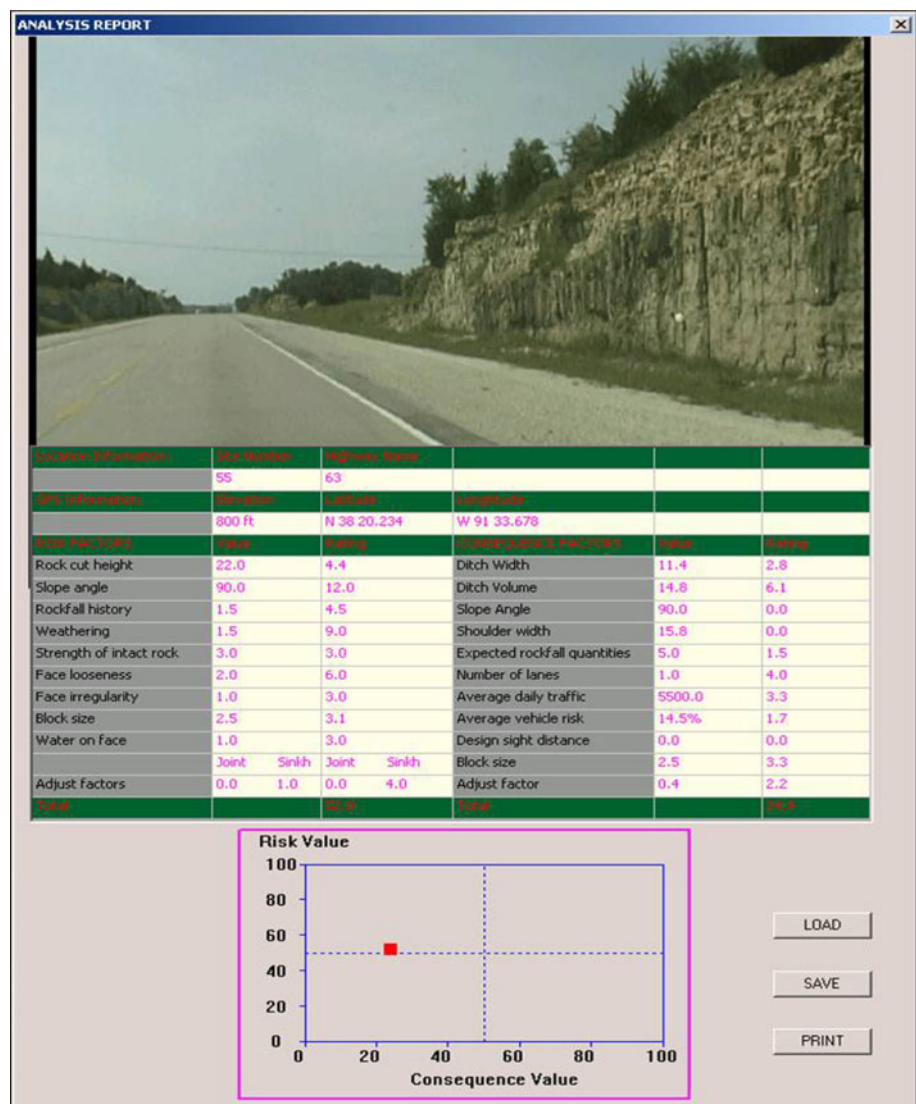 ANALYSIS REPORT
Location Information: Site Number Highway Name
55 63
GPS Information: Elevation Latitude Longtitude
800 ft N 38 20.234 W 91 33.678
RISK FACTORS Value Rating CONSEQUENCE FACTORS Value Rating
Rock cut height 22.0 4.4 Ditch Width 11.4 2.8
Slope angle 90.0 12.0 Ditch Volume 14.8 6.1
Rockfall history 1.5 4.5 Slope Angle 90.0 0.0
Weathering 1.5 9.0 Shoulder width 15.8 0.0
Strength of intact rock 3.0 3.0 Expected rockfall quantities 5.0 1.5
Face looseness 2.0 6.0 Number of lanes 1.0 4.0
Face irregularity 1.0 3.0 Average daily traffic 5500.0 3.3
Block size 2.5 3.1 Average vehicle risk 14.5% 1.7
Water on face 1.0 3.0 Design sight distance 0.0 0.0
Joint Sinkh Joint Sinkh Block size 2.5 3.3
Adjust factors 0.0 1.0 0.0 4.0 Adjust factor 0.4 2.2
Total Total
Risk Value
100
80
60
40
20
0
0 20 40 60 80 100
Consequence Value
LOAD
SAVE
PRINT